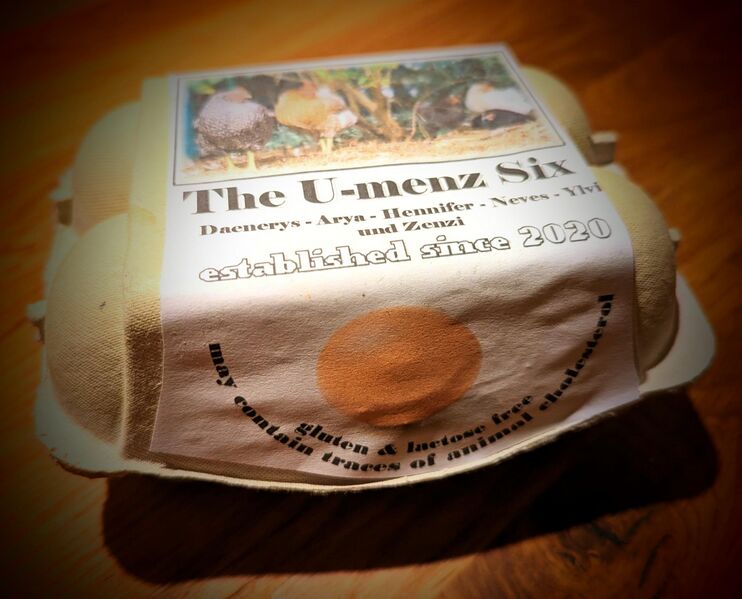 The U-menz Six
Daenerys - Arya - Hennifer - Neves - Ylvi
und Zenzi
established since 2020
gluten & lactose free
may contain traces of animal cholesterol